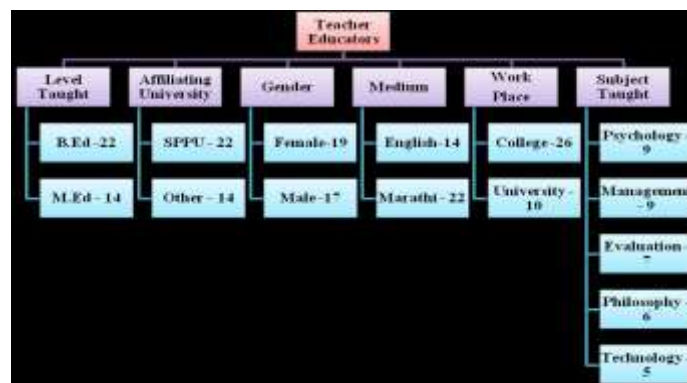 Teacher
Educators
Level
Taught
Affiliating
University
Gender
Medium
Work
Place
Subject
Taught
B.Ed -22
SPPU - 22
Female-19
English-14
College-26
Psychology-
9
M.Ed - 14
Other - 14
Male-17
Marathi - 22
University -
10
Managemen
- 9
Evaluation-
7
Philosophy -
6
Technology-
5